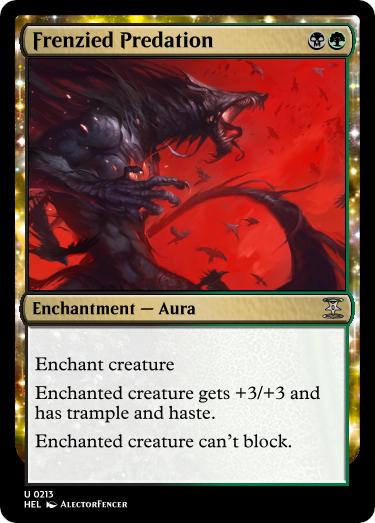 Frenzied Predation
Enchantment — Aura
Enchant creature
Enchanted creature gets +3/+3 and
has trample and haste.
Enchanted creature can't block.
U 0213
HEL AlectorFencer